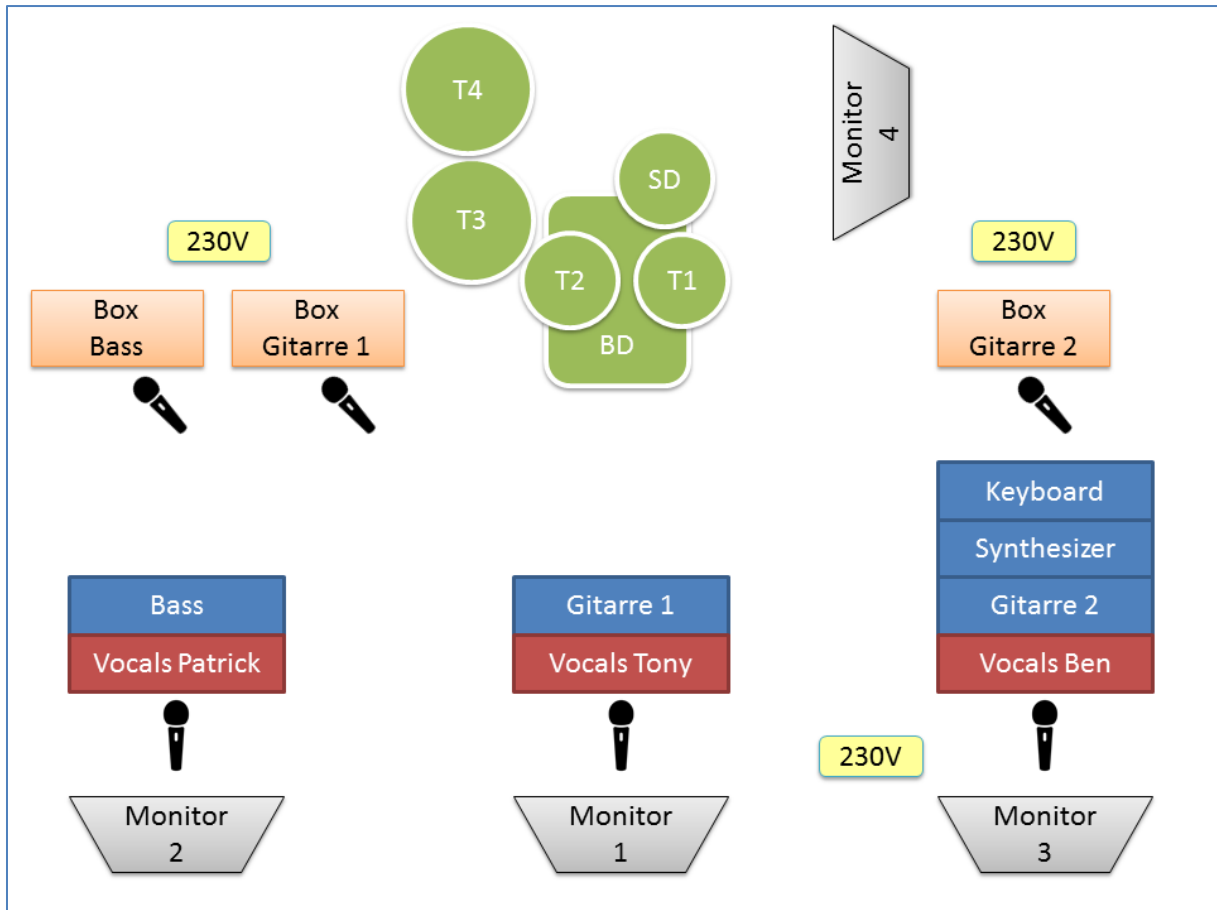 T4
Monitor
4
SD
T3
230V
230V
T2
T1
Box
Bass
Box
Gitarre 1
BD
Box
Gitarre 2
Keyboard
Synthesizer
Bass
Gitarre 1
Gitarre 2
Vocals Patrick
Vocals Tony
Vocals Ben
230V
Monitor
2
Monitor
1
Monitor
3